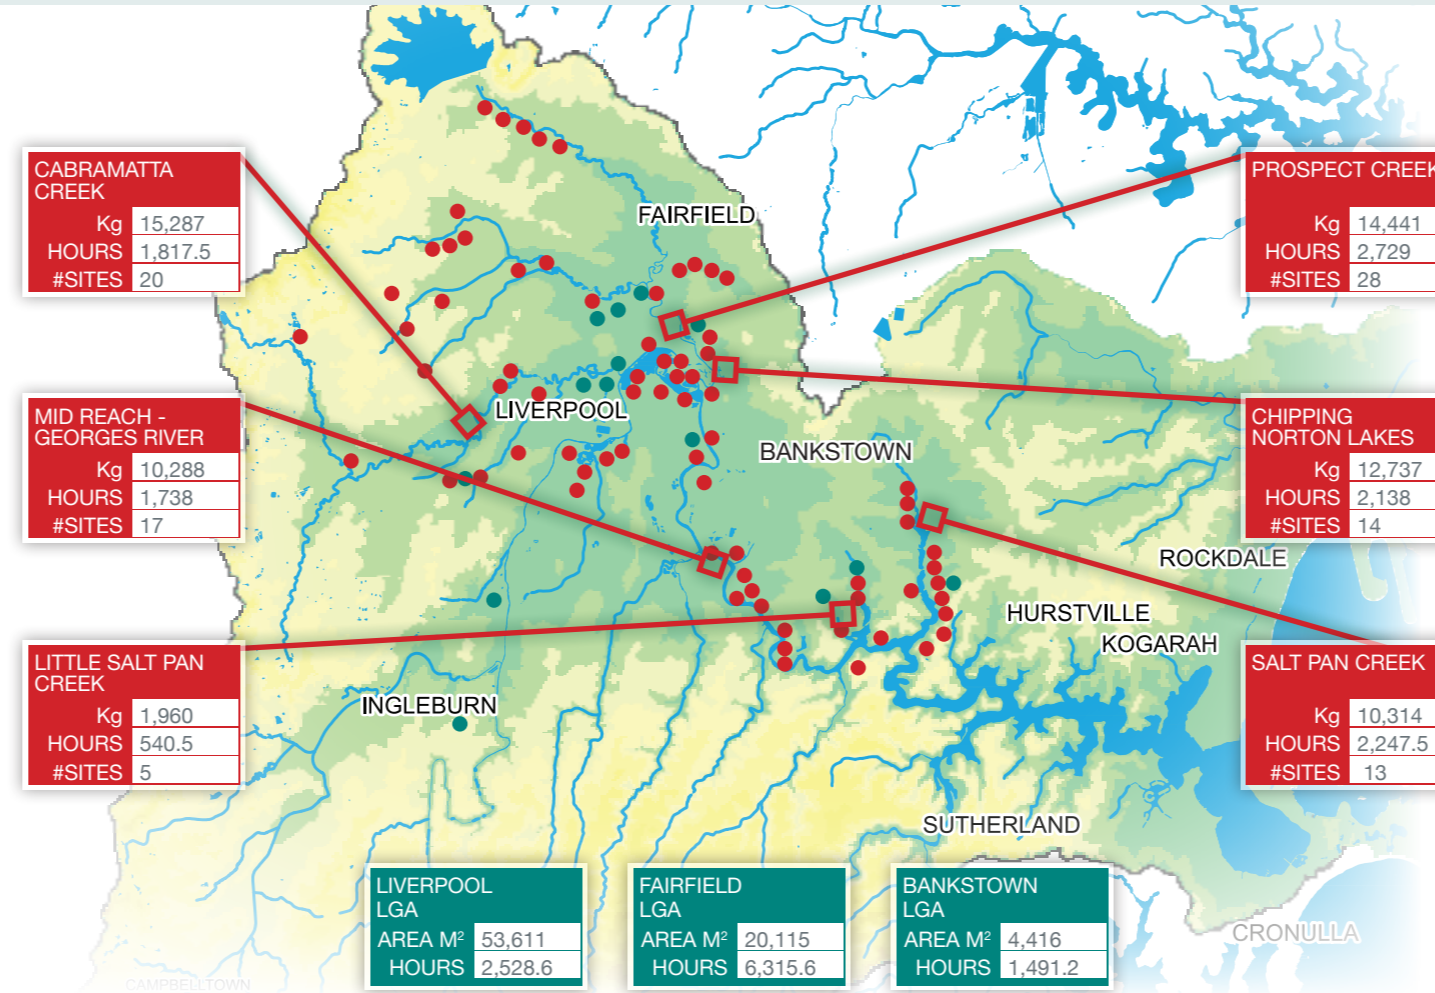 CABRAMATTA
CREEK
Kg 15,287
HOURS 1,817.5
#SITES 20
PROSPECT CREEK
Kg 14,441
HOURS 2,729
#SITES 28
FAIRFIELD
MID REACH -
GEORGES RIVER
Kg 10,288
HOURS 1,738
#SITES 17
LIVERPOOL
BANKSTOWN
CHIPPING
NORTON LAKES
Kg 12,737
HOURS 2,138
#SITES 14
ROCKDALE
HURSTVILLE
KOGARAH
LITTLE SALT PAN
CREEK
Kg 1,960
HOURS 540.5
#SITES 5
INGLEBURN
SALT PAN CREEK
Kg 10,314
HOURS 2,247.5
#SITES 13
SUTHERLAND
LIVERPOOL
LGA
AREA M² 53,611
HOURS 2,528.6
FAIRFIELD
LGA
AREA M² 20,115
HOURS 6,315.6
BANKSTOWN
LGA
AREA M² 4,416
HOURS 1,491.2
CRONULLA
CAMPBELLTOWN